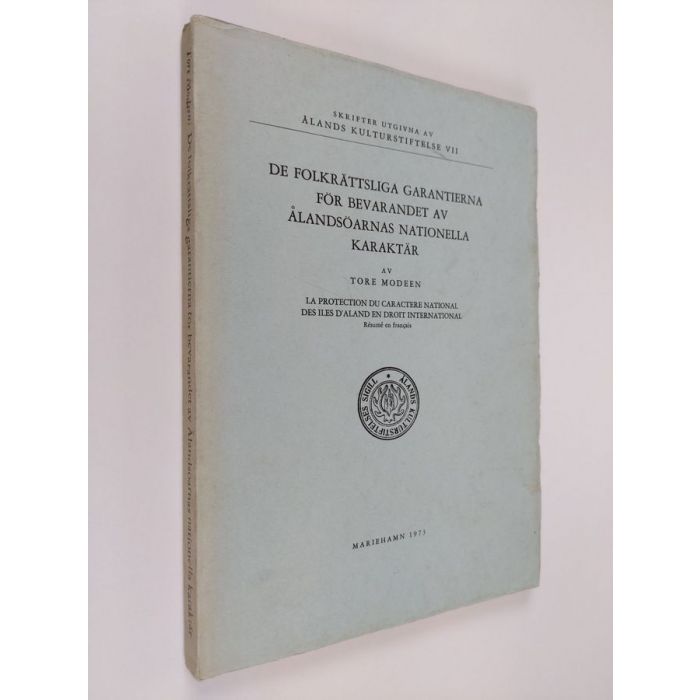 SKRIFTER UTGIVNA AV
ÅLANDS KULTURSTIFTELSE VII
DE FOLKRÄTTSLIGA GARANTIERNA
FÖR BEVARANDET AV
ÅLANDSÖARNAS NATIONELLA
KARAKTÄR
AV
TORE MODEEN
LA PROTECTION DU CARACTERE NATIONAL
DES ILES D'ALAND EN DROIT INTERNATIONAL
Résumé en français
ÅLANDS KULTURSTIFTELSES SIGILL
MARIEHAMN 1973
Tore Modeen: De folkrättsliga garantierna för bevarandet av Ålandsöarnas nationella karaktär